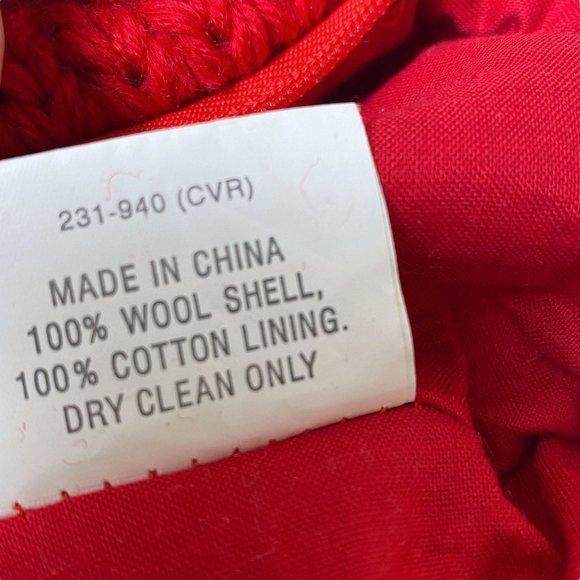 231-940 (CVR)
MADE IN CHINA
100% WOOL SHELL,
100% COTTON LINING.
DRY CLEAN ONLY